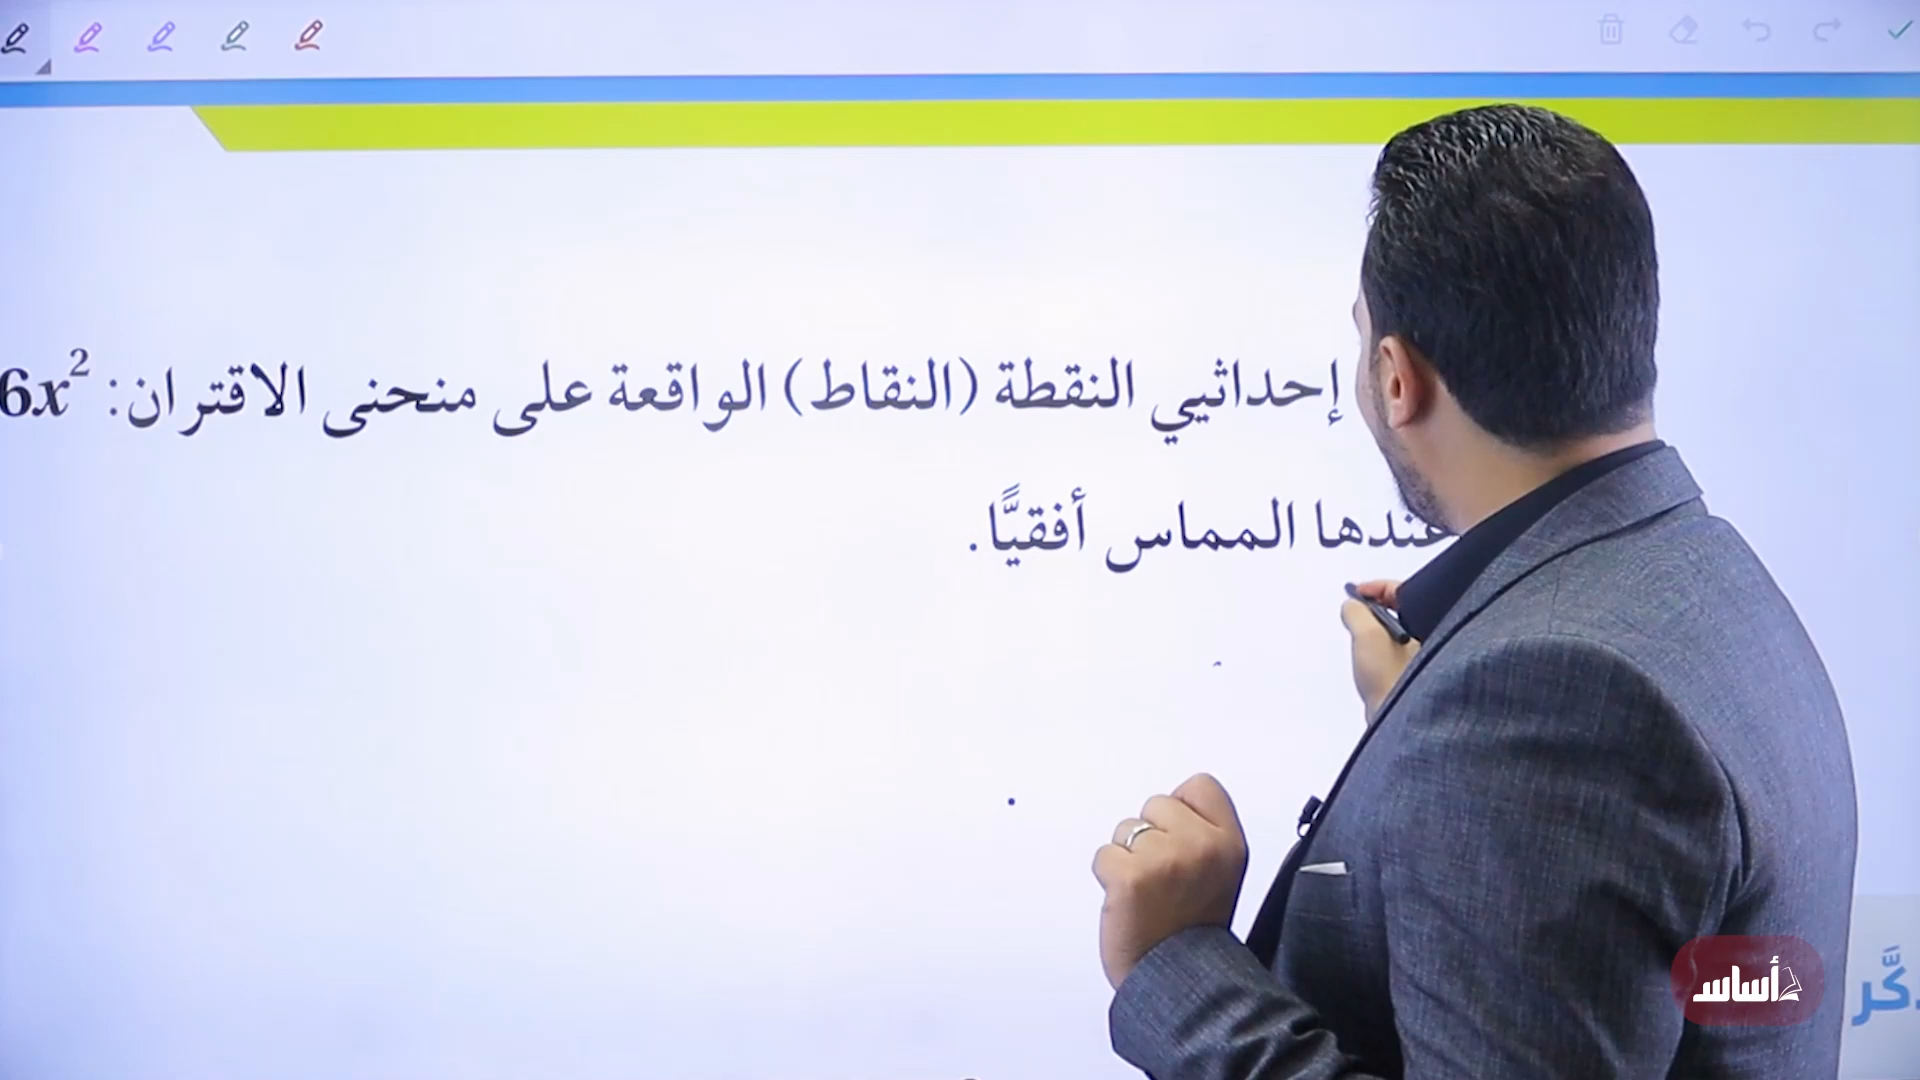 إحداثيي النقطة (النقاط) الواقعة على منحنى الاقتران: 6x²
عندها المماس أفقيًّا.
أساس